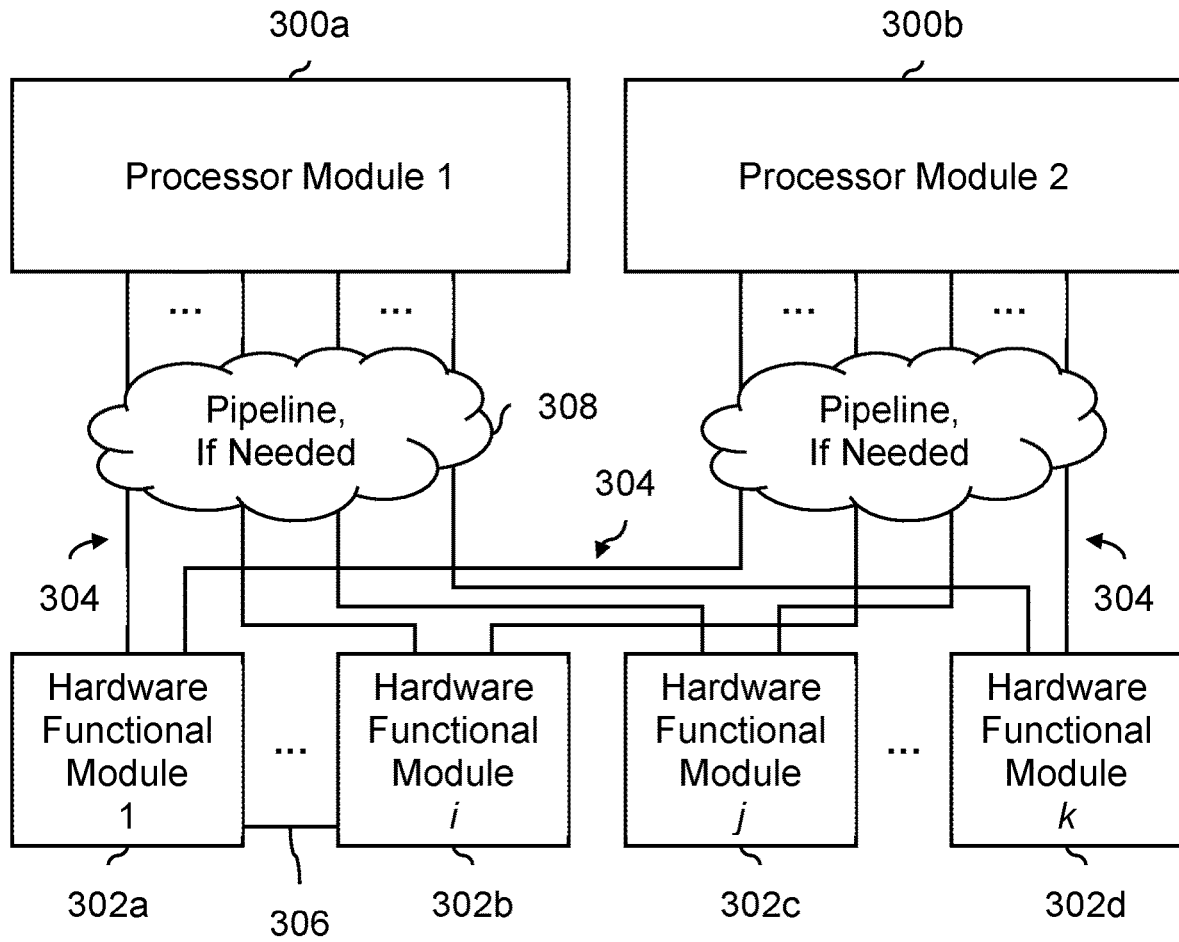 300a
300b
Processor Module 1
Processor Module 2
...
...
...
...
Pipeline,
If Needed
308
Pipeline,
If Needed
304
304
304
Hardware
Functional
Module
1
...
Hardware
Functional
Module
i
Hardware
Functional
Module
j
...
Hardware
Functional
Module
k
302a
306
302b
302c
302d